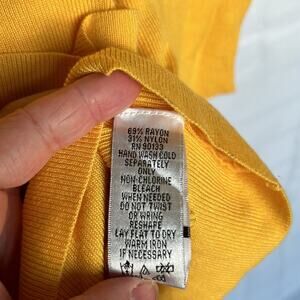 69% RAYON
31% NYLON
RN 90133
HAND WASH COLD
SEPARATELY
ONLY
NON-CHLORINE
BLEACH
WHEN NEEDED
DO NOT TWIST
OR WRING
RESHAPE
LAY FLAT TO DRY
WARM IRON
IF NECESSARY